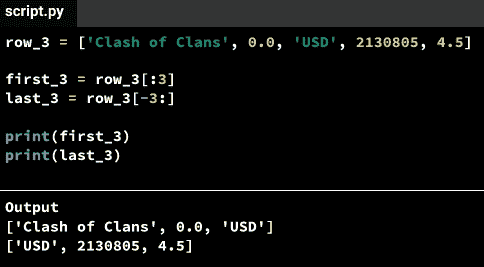 script.py
row_3 = ['Clash of Clans', 0.0, 'USD', 2130805, 4.5]
first_3 = row_3[:3]
last_3 = row_3[-3:]
print(first_3)
print(last_3)
Output
['Clash of Clans', 0.0, 'USD']
['USD', 2130805, 4.5]